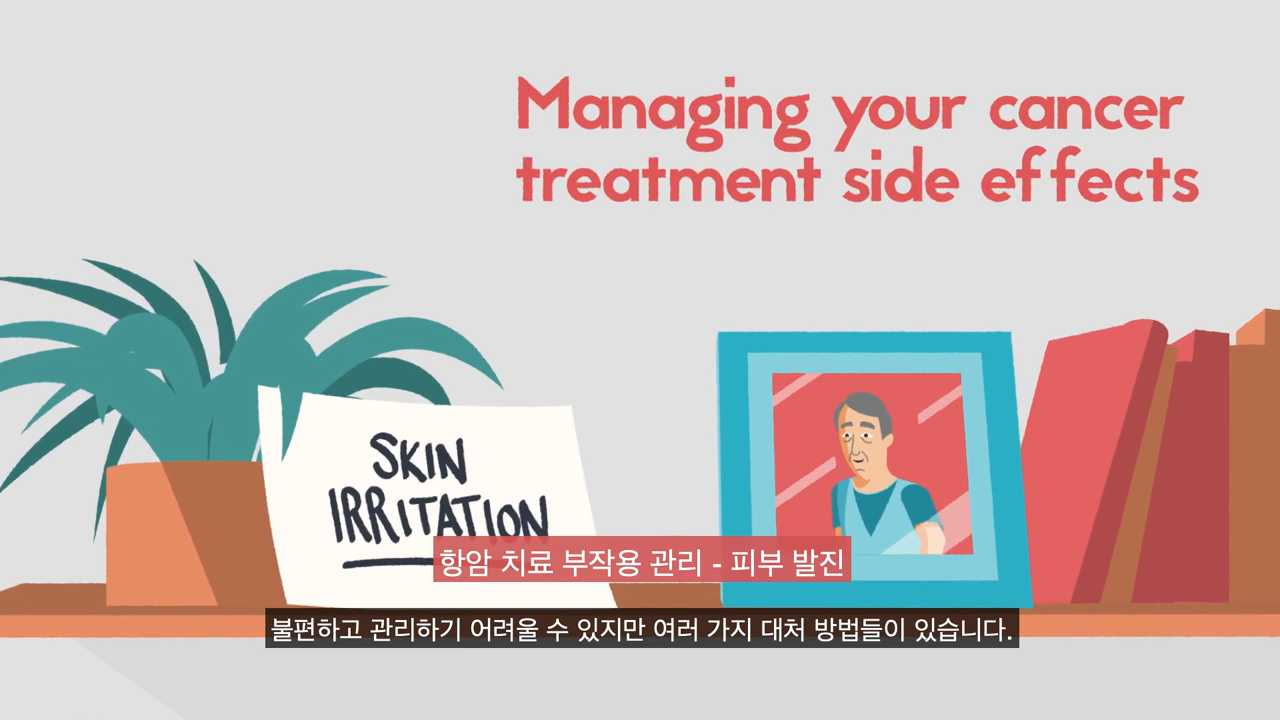 Managing your cancer
treatment side effects
SKIN
IRRITATION
항암 치료 부작용 관리 - 피부 발진
불편하고 관리하기 어려울 수 있지만 여러 가지 대처 방법들이 있습니다.